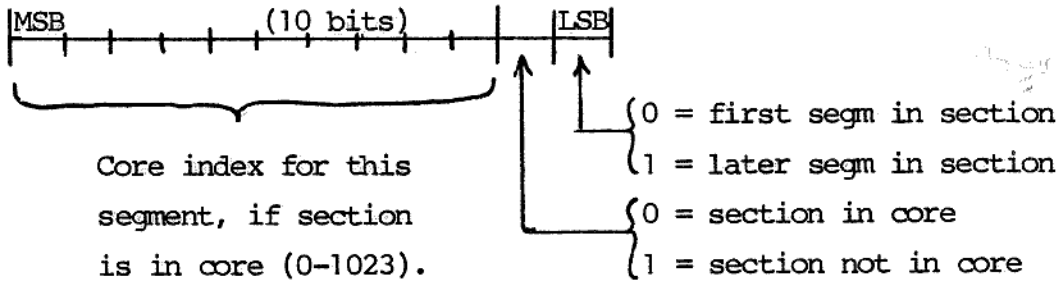 MSB (10 bits) LSB
0 = first segm in section
1 = later segm in section
Core index for this
segment, if section
is in core (0-1023).
0 = section in core
1 = section not in core